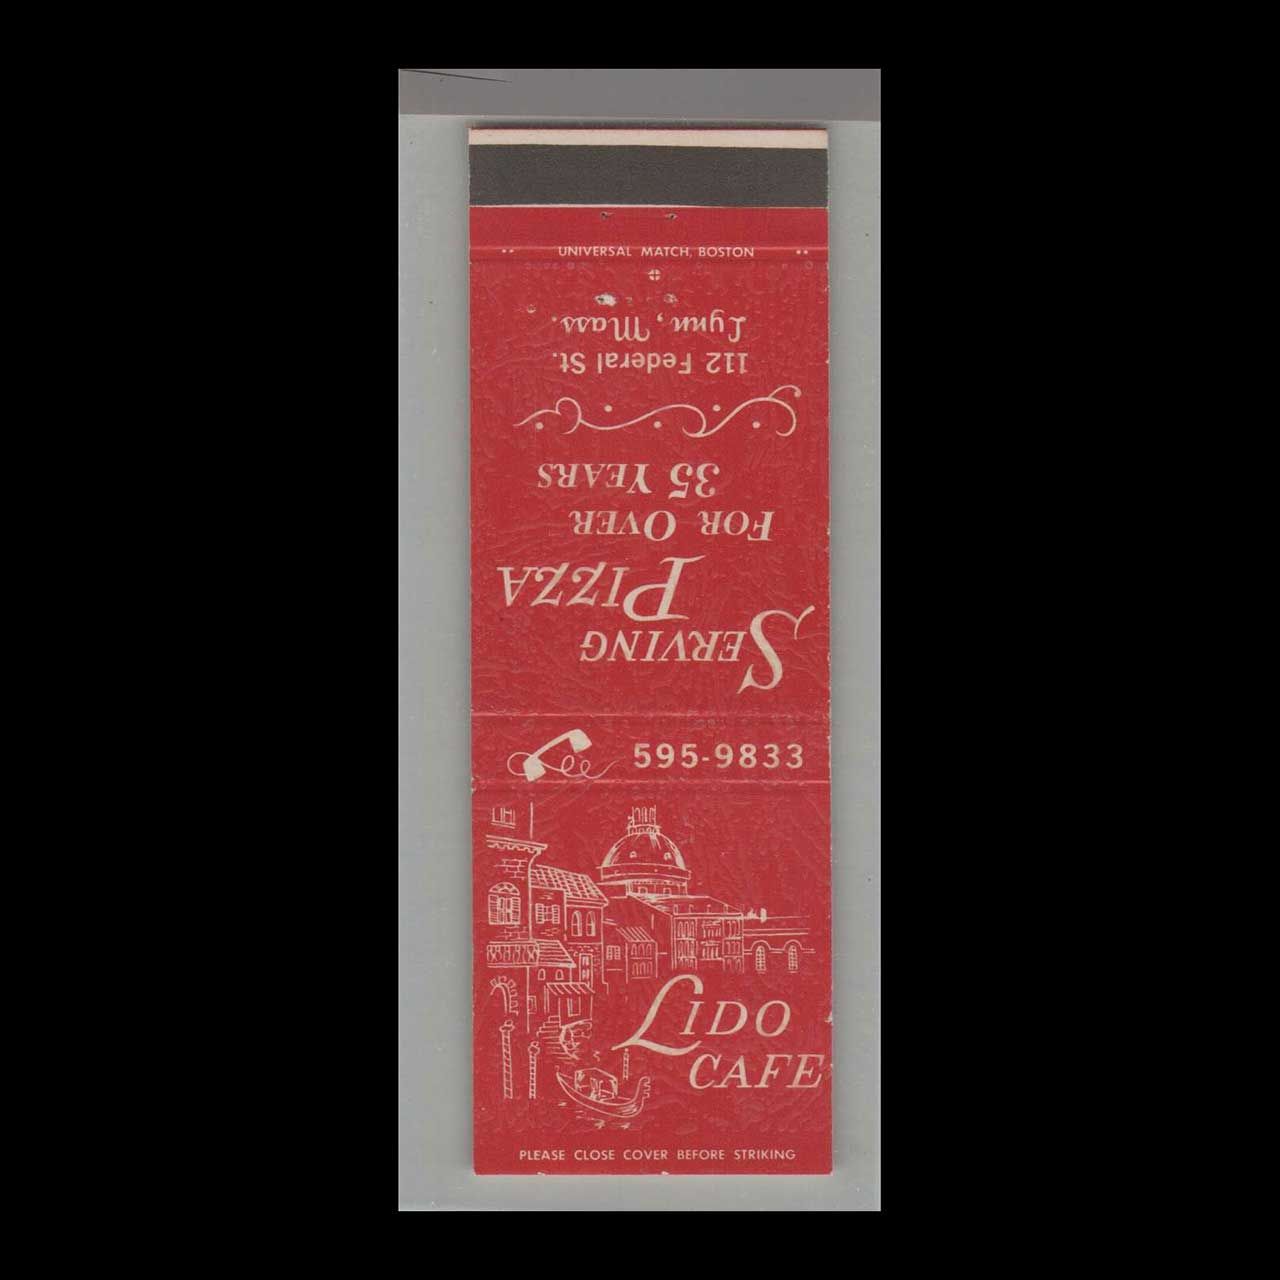 UNIVERSAL MATCH, BOSTON
SERVING
PIZZA
FOR OVER
35 YEARS
112 Federal St.
Lynn, Mass.
595-9833
LIDO
CAFE
PLEASE CLOSE COVER BEFORE STRIKING